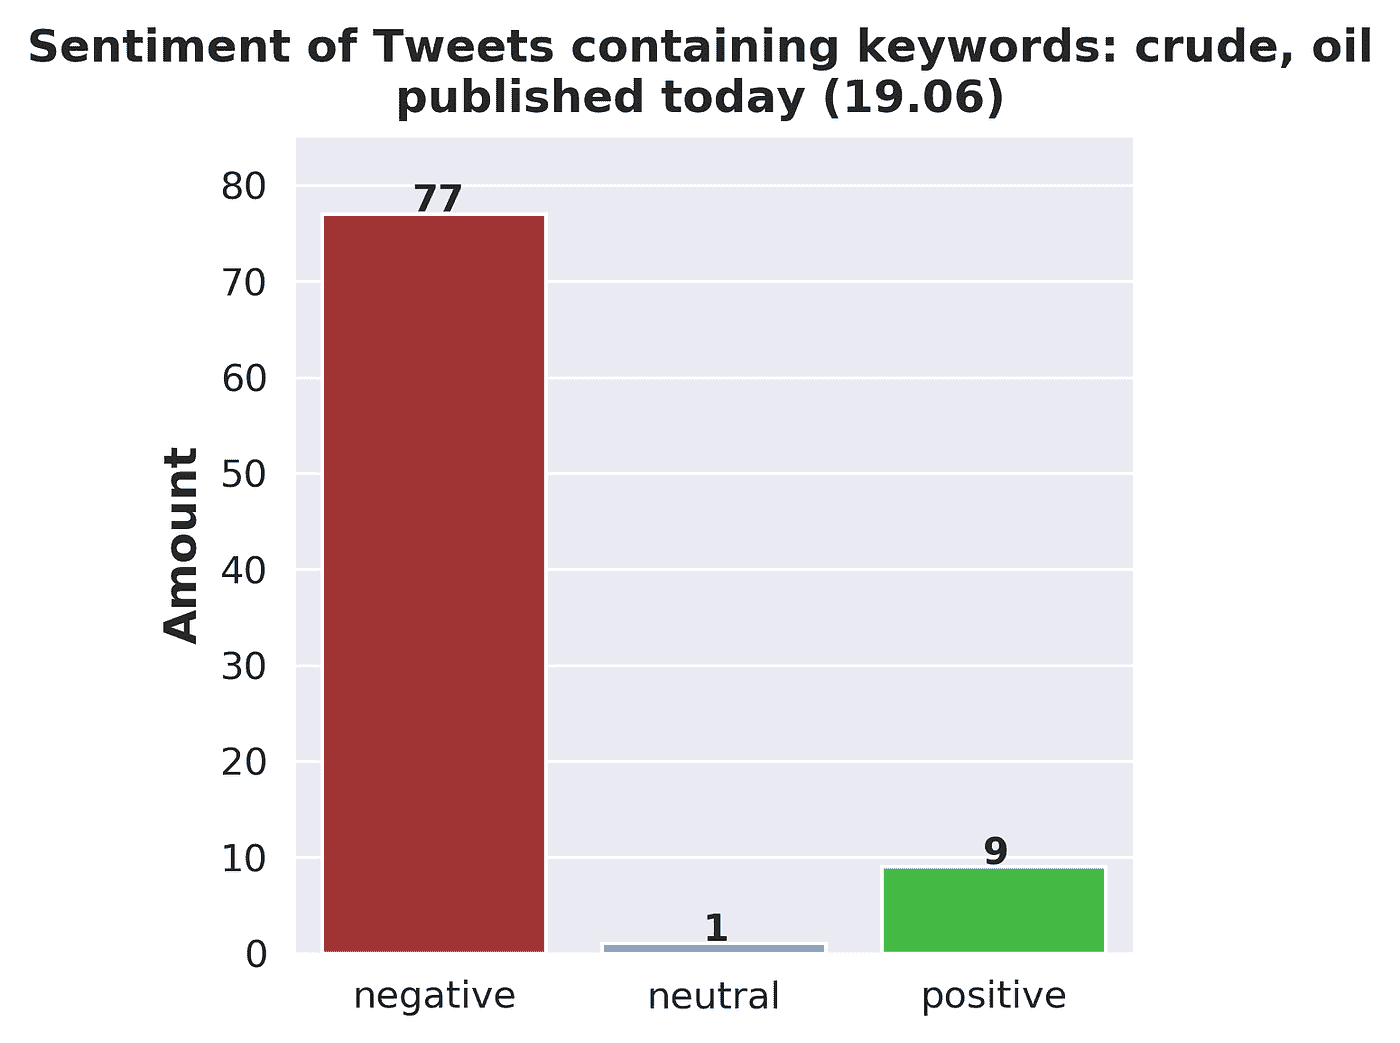 Sentiment of Tweets containing keywords: crude, oil
published today (19.06)
80
77
70
60
50
Amount
40
30
20
10
9
1
0
negative
neutral
positive